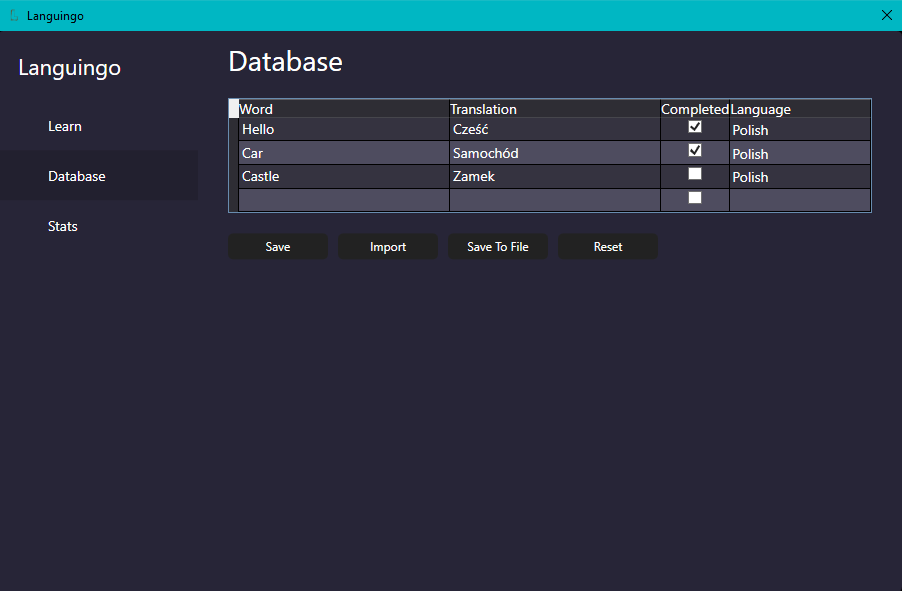 Languingo
Languingo
Learn
Database
Stats
Database
Word Translation Completed Language
Hello Cześć Polish
Car Samochód Polish
Castle Zamek Polish
Save Import Save To File Reset